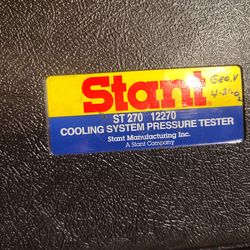 Stant®
ST 270 12270
COOLING SYSTEM PRESSURE TESTER
Stant Manufacturing Inc.
A Stant Company